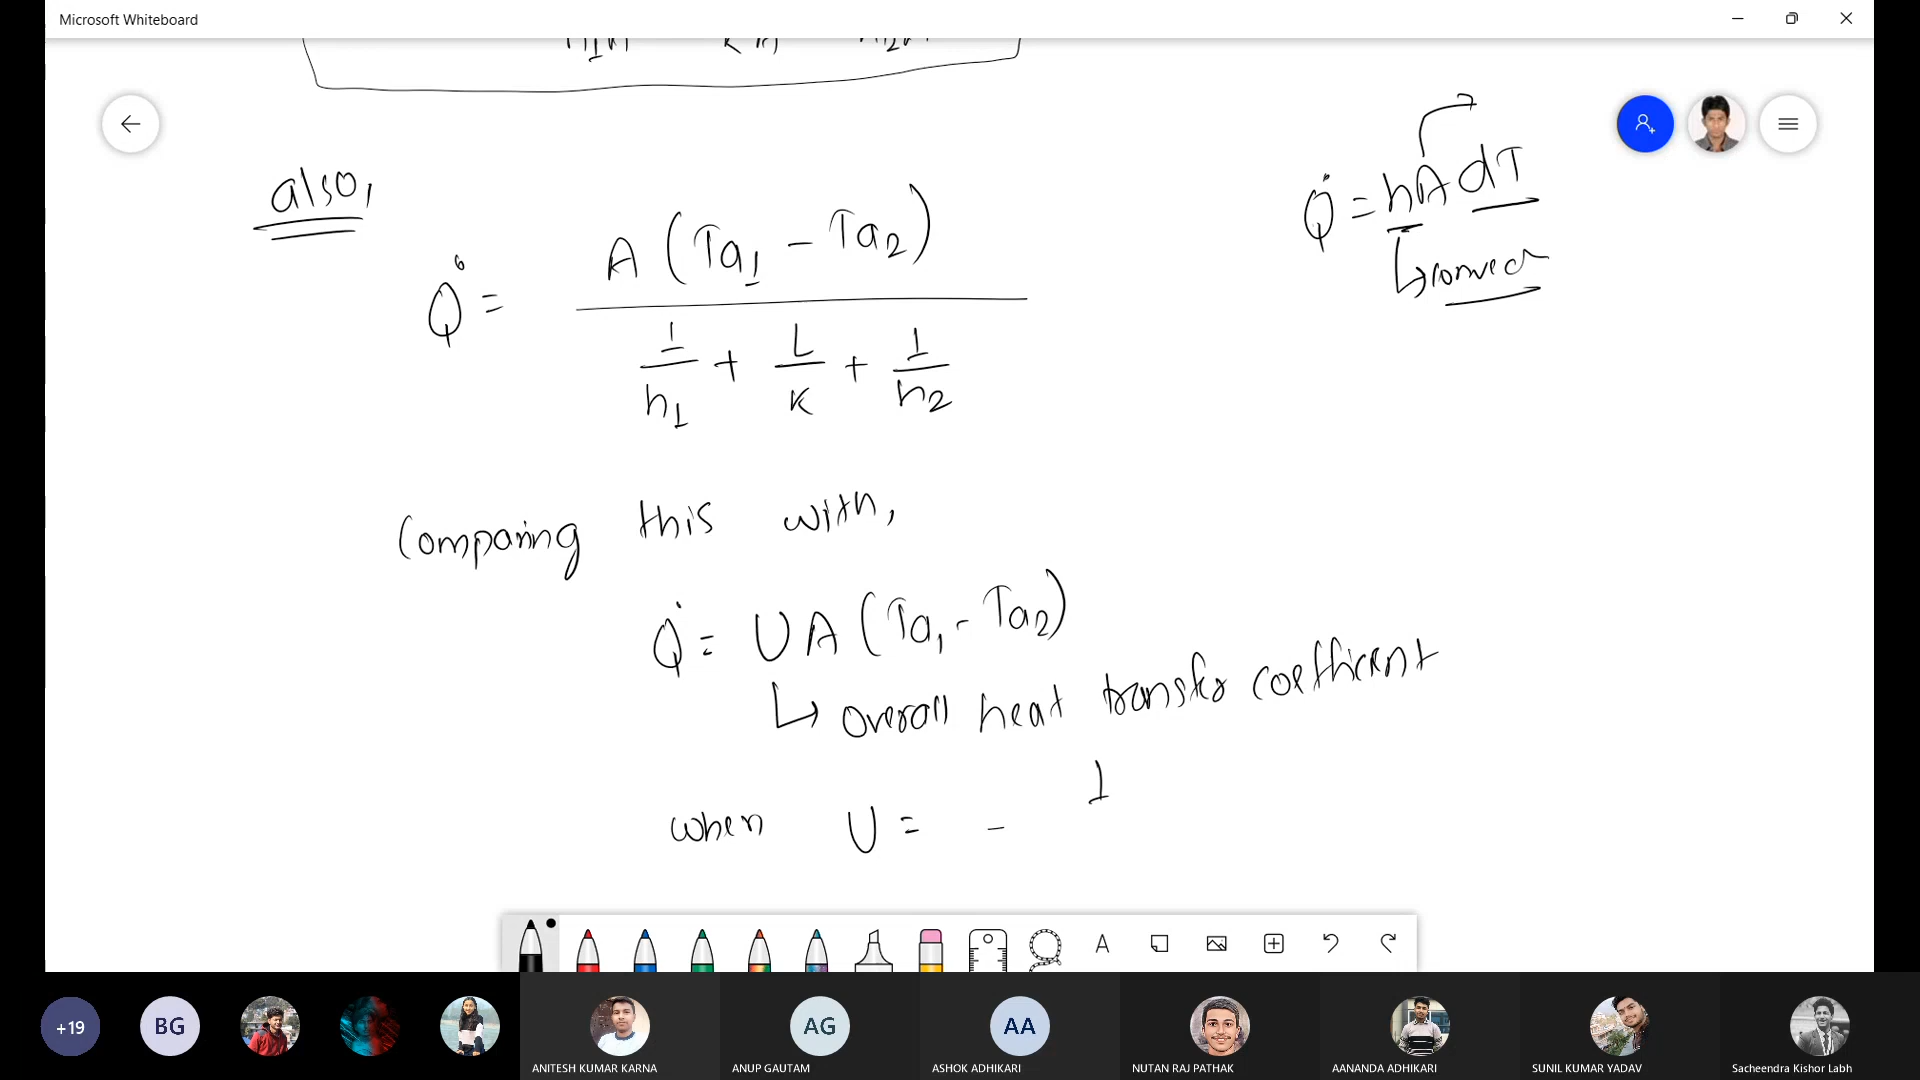 Microsoft Whiteboard
also,
Q̇ = hA dT
Q̇ = A (Ta1 - Ta2)
1/h1 + L/K + 1/h2
Comparing this with,
Q̇ = UA (Ta1 - Ta2)
↳ overall heat transfer coefficient
1
when U = -
+19
BG
AG
AA
ANITESH KUMAR KARNA
ANUP GAUTAM
ASHOK ADHIKARI
NUTAN RAJ PATHAK
AANANDA ADHIKARI
SUNIL KUMAR YADAV
Sacheendra Kishor Labh